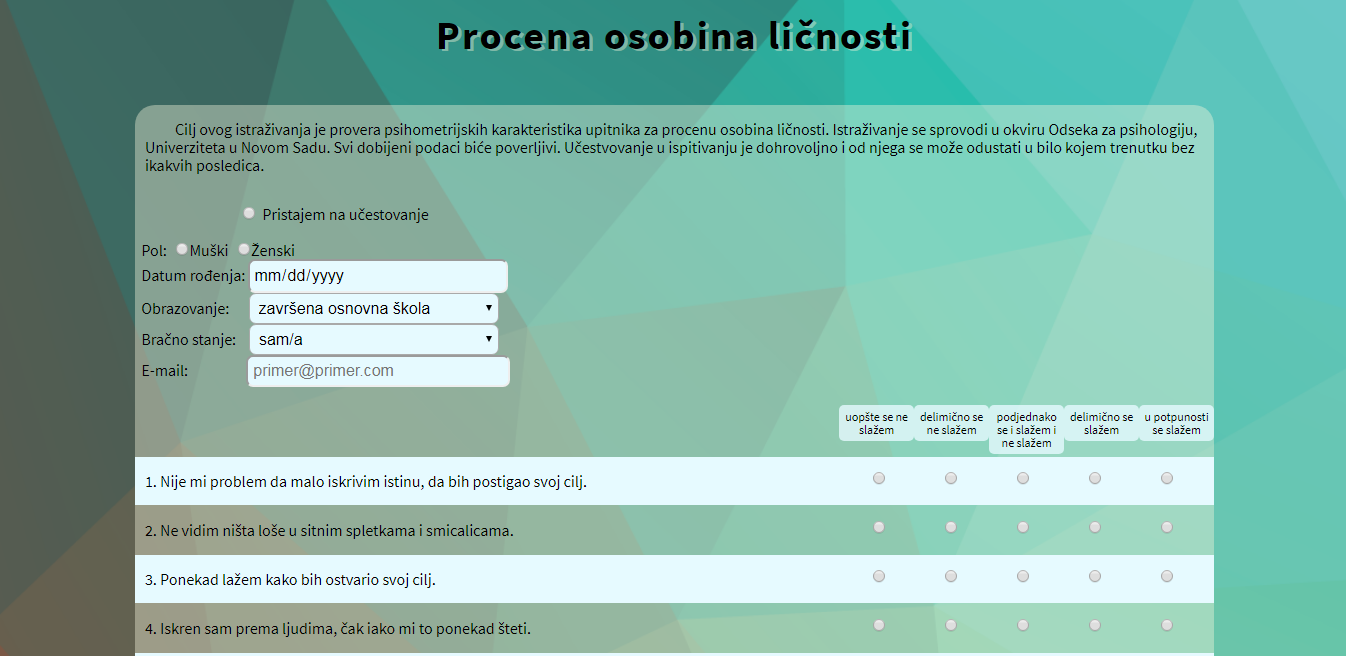 Procena osobina ličnosti
Cilj ovog istraživanja je provera psihometrijskih karakteristika upitnika za procenu osobina ličnosti. Istraživanje se sprovodi u okviru Odseka za psihologiju,
Univerziteta u Novom Sadu. Svi dobijeni podaci biće poverljivi. Učestvovanje u ispitivanju je dohrovoljno i od njega se može odustati u bilo kojem trenutku bez
ikakvih posledica.
Pristajem na učestovanje
Pol: Muški Ženski
Datum rođenja: mm/dd/yyyy
Obrazovanje: završena osnovna škola
Bračno stanje: sam/a
E-mail: primer@primer.com
uopšte se ne
slažem
delimično se
ne slažem
podjednako
se i slažem i
ne slažem
delimično se
slažem
u potpunosti
se slažem
1. Nije mi problem da malo iskrivim istinu, da bih postigao svoj cilj.
2. Ne vidim ništa loše u sitnim spletkama i smicalicama.
3. Ponekad lažem kako bih ostvario svoj cilj.
4. Iskren sam prema ljudima, čak iako mi to ponekad šteti.